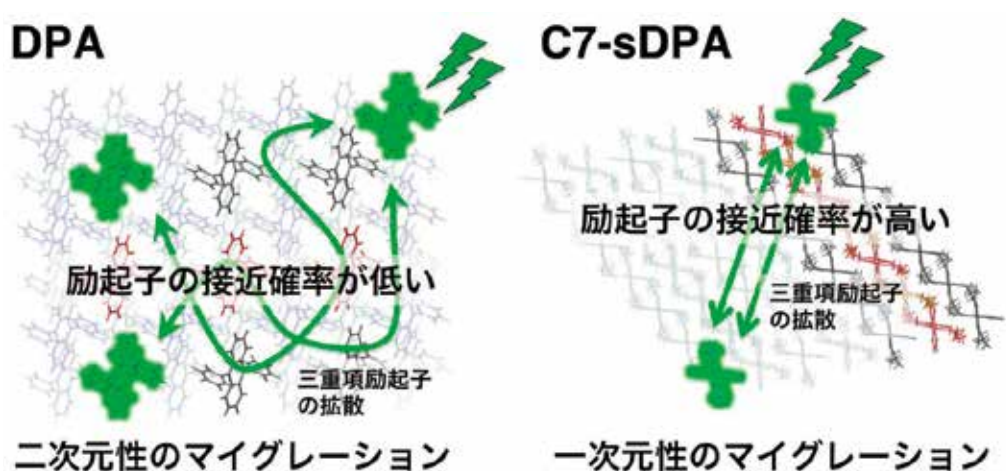 DPA
励起子の接近確率が低い
三重項励起子
の拡散
二次元性のマイグレーション
C7-sDPA
励起子の接近確率が高い
三重項励起子
の拡散
一次元性のマイグレーション